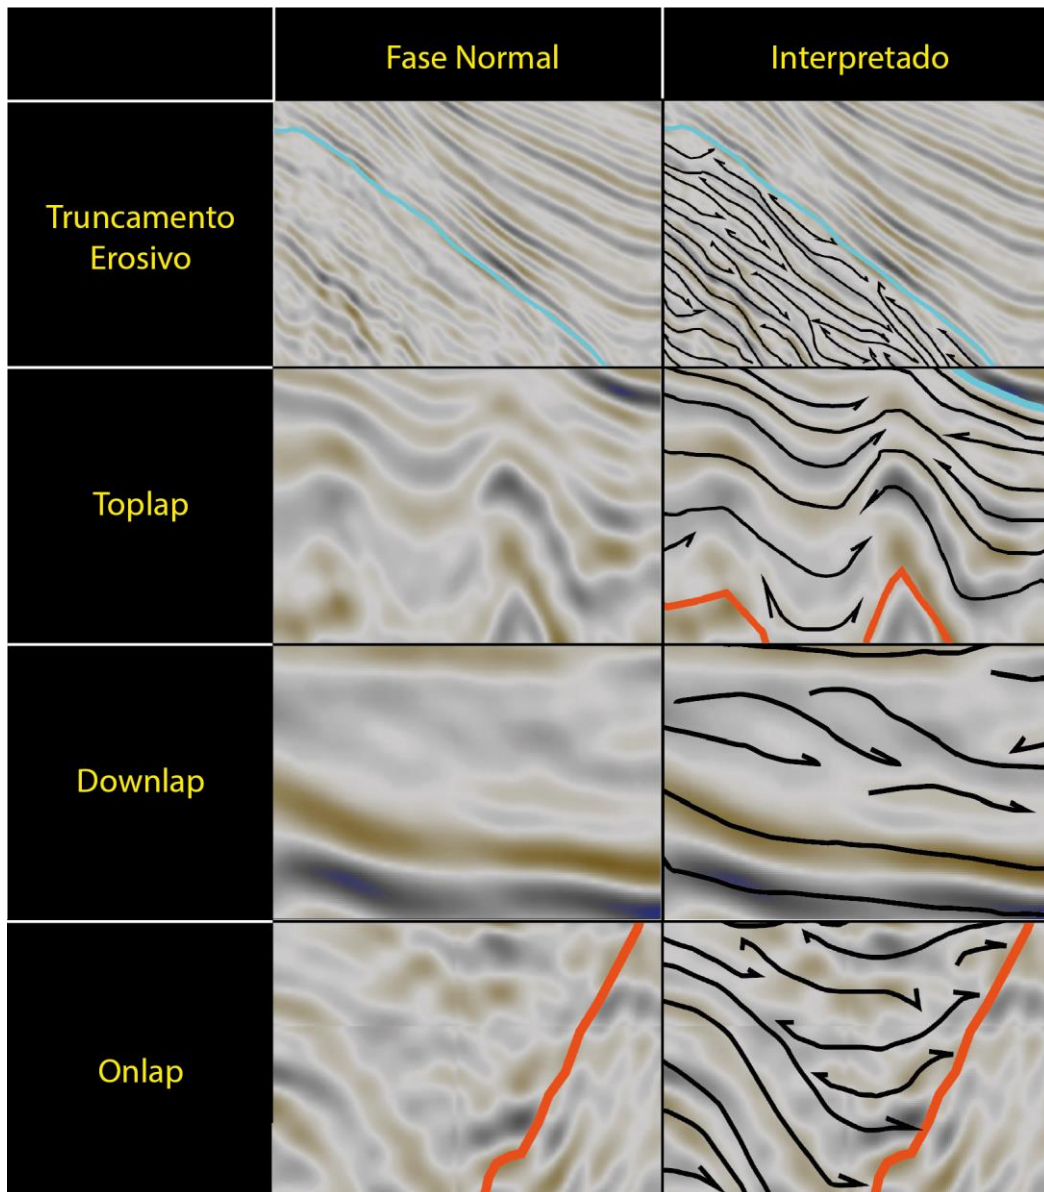 Fase Normal
Interpretado
Truncamento
Erosivo
Toplap
Downlap
Onlap